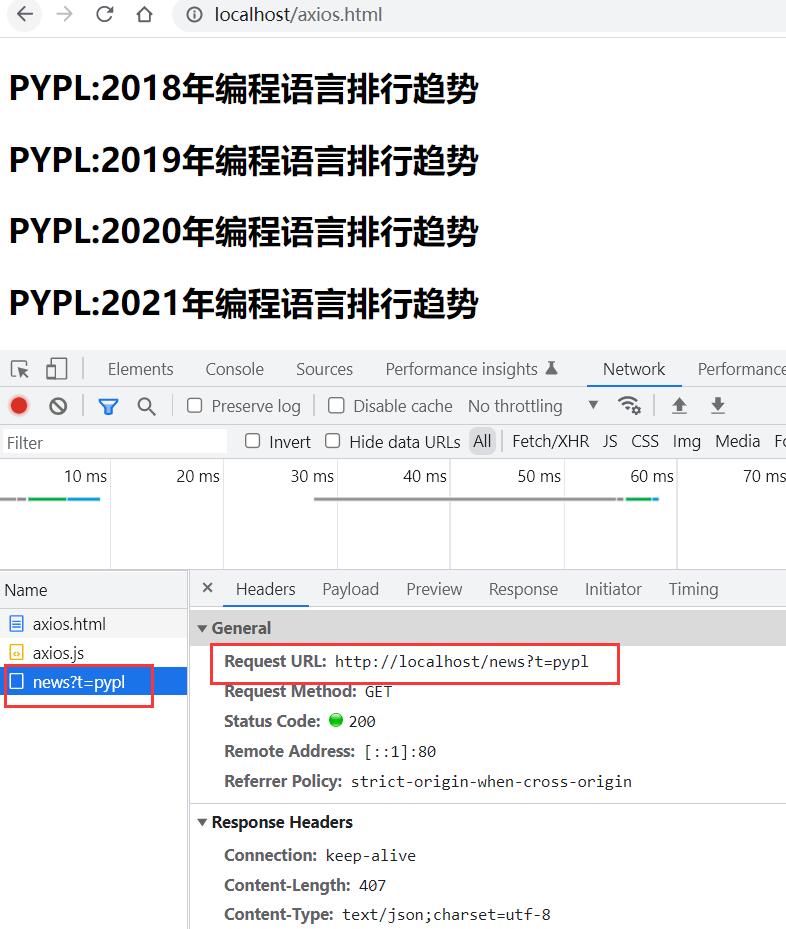 localhost/axios.html
PYPL:2018年编程语言排行趋势
PYPL:2019年编程语言排行趋势
PYPL:2020年编程语言排行趋势
PYPL:2021年编程语言排行趋势
Elements Console Sources Performance insights Network Performance
Preserve log Disable cache No throttling
Filter Invert Hide data URLs All Fetch/XHR JS CSS Img Media
10 ms 20 ms 30 ms 40 ms 50 ms 60 ms 70 ms
Name × Headers Payload Preview Response Initiator Timing
axios.html
axios.js
news?t=pypl
General
Request URL: http://localhost/news?t=pypl
Request Method: GET
Status Code: 200
Remote Address: [::1]:80
Referrer Policy: strict-origin-when-cross-origin
Response Headers
Connection: keep-alive
Content-Length: 407
Content-Type: text/json;charset=utf-8